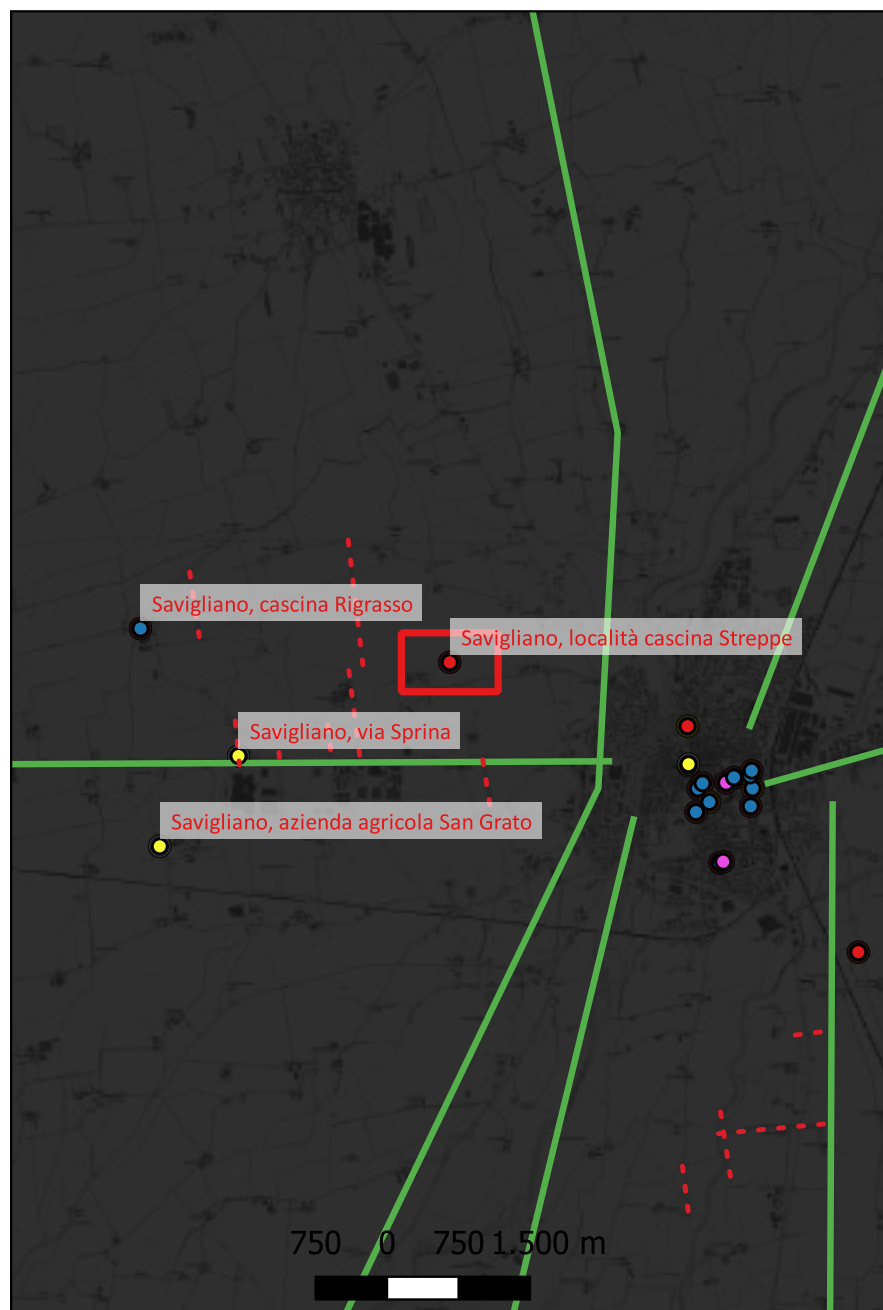 Savigliano, cascina Rigrasso
Savigliano, località cascina Streppe
Savigliano, via Sprina
Savigliano, azienda agricola San Grato
750 0 750 1.500 m